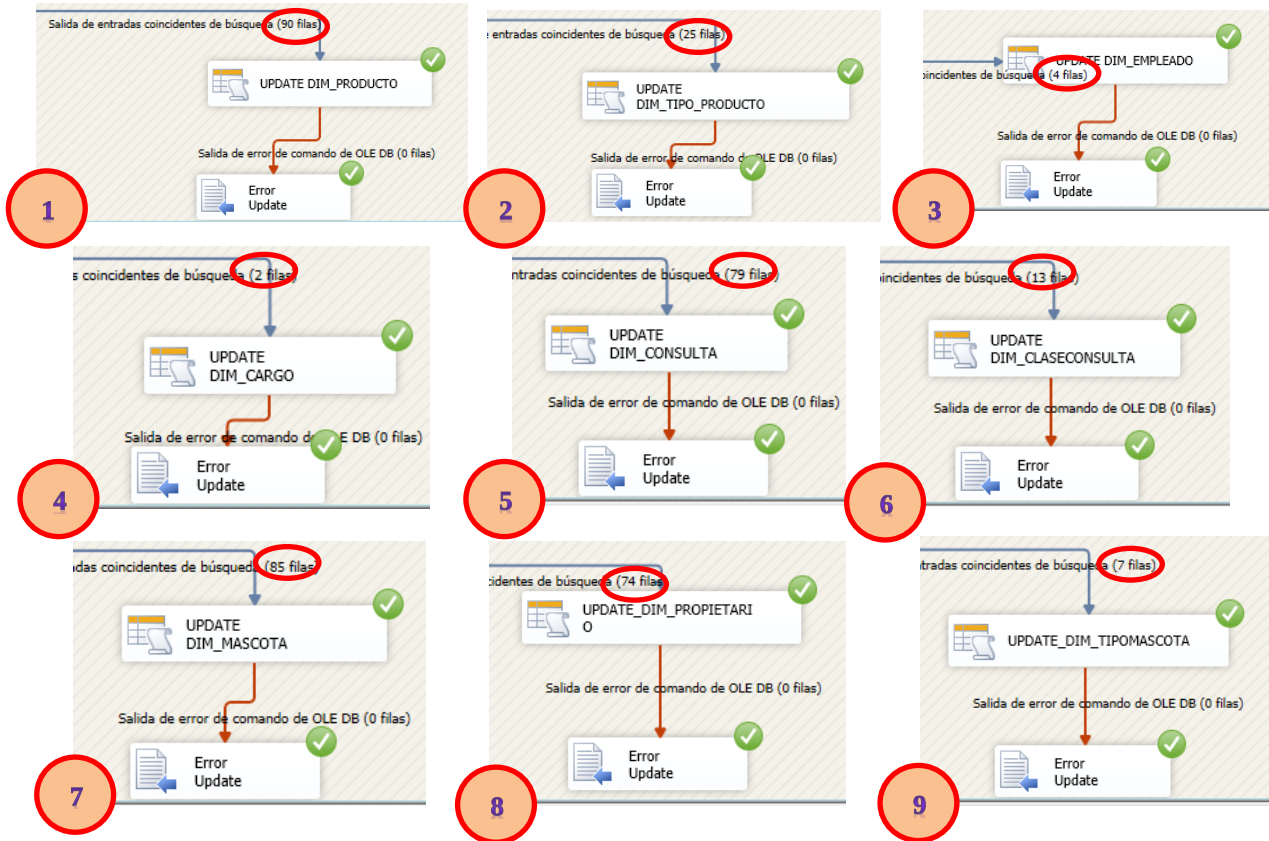 Salida de entradas coincidentes de búsqueda (90 filas)
UPDATE DIM_PRODUCTO
Salida de error de comando de OLE DB (0 filas)
Error
Update
1
entradas coincidentes de búsqueda (25 filas)
UPDATE
DIM_TIPO_PRODUCTO
Salida de error de comando de OLE DB (0 filas)
Error
Update
2
UPDATE DIM_EMPLEADO
oincidentes de búsqueda (4 filas)
Salida de error de comando de OLE DB (0 filas)
Error
Update
3
s coincidentes de búsqueda (2 filas)
UPDATE
DIM_CARGO
Salida de error de comando de OLE DB (0 filas)
Error
Update
4
ntradas coincidentes de búsqueda (79 filas)
UPDATE
DIM_CONSULTA
Salida de error de comando de OLE DB (0 filas)
Error
Update
5
incidentes de búsqueda (13 filas)
UPDATE
DIM_CLASECONSULTA
Salida de error de comando de OLE DB (0 filas)
Error
Update
6
adas coincidentes de búsqueda (85 filas)
UPDATE
DIM_MASCOTA
Salida de error de comando de OLE DB (0 filas)
Error
Update
7
cidentes de búsqueda (74 filas)
UPDATE_DIM_PROPIETARI
O
Salida de error de comando de OLE DB (0 filas)
Error
Update
8
tradas coincidentes de búsqueda (7 filas)
UPDATE_DIM_TIPOMASCOTA
Salida de error de comando de OLE DB (0 filas)
Error
Update
9